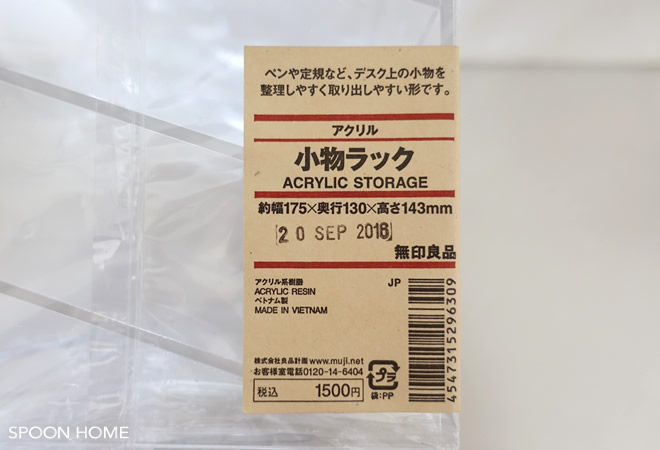 ペンや定規など、デスク上の小物を
整理しやすく取り出しやすい形です。
アクリル
小物ラック
ACRYLIC STORAGE
約幅175×奥行130×高さ143mm
20 SEP 2016
無印良品
アクリル系樹脂
ACRYLIC RESIN
ベトナム製
MADE IN VIETNAM
JP
4547315296309
株式会社良品計画 www.muji.net
お客様室電話0120-14-6404
税込 1500円
プラ
袋:PP
SPOON HOME